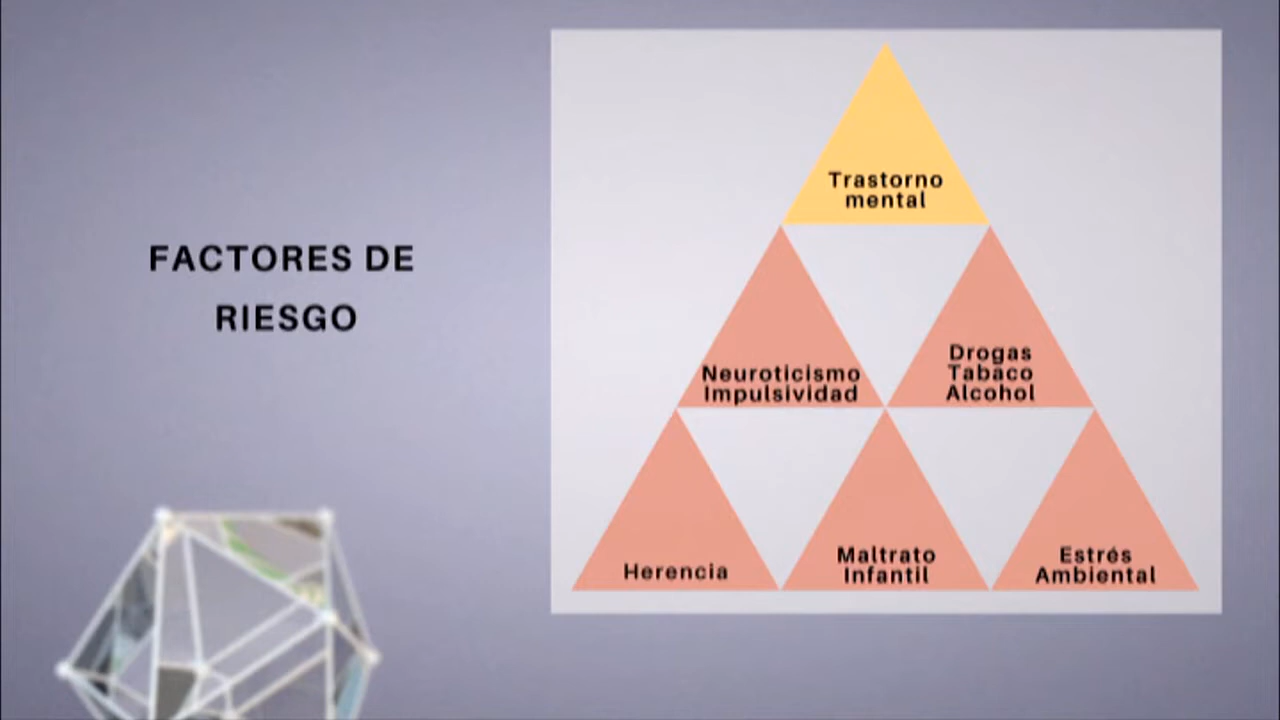 FACTORES DE
RIESGO
Trastorno
mental
Neuroticismo
Impulsividad
Drogas
Tabaco
Alcohol
Herencia
Maltrato
Infantil
Estrés
Ambiental